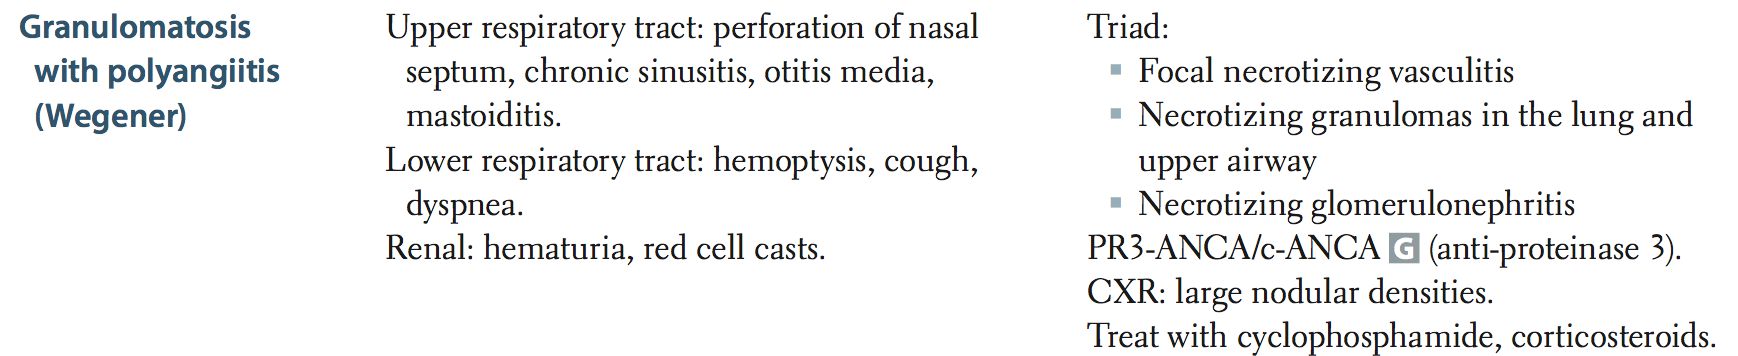 Granulomatosis
with polyangiitis
(Wegener)
Upper respiratory tract: perforation of nasal
septum, chronic sinusitis, otitis media,
mastoiditis.
Lower respiratory tract: hemoptysis, cough,
dyspnea.
Renal: hematuria, red cell casts.
Triad:
▪ Focal necrotizing vasculitis
▪ Necrotizing granulomas in the lung and
upper airway
▪ Necrotizing glomerulonephritis
PR3-ANCA/c-ANCA G (anti-proteinase 3).
CXR: large nodular densities.
Treat with cyclophosphamide, corticosteroids.